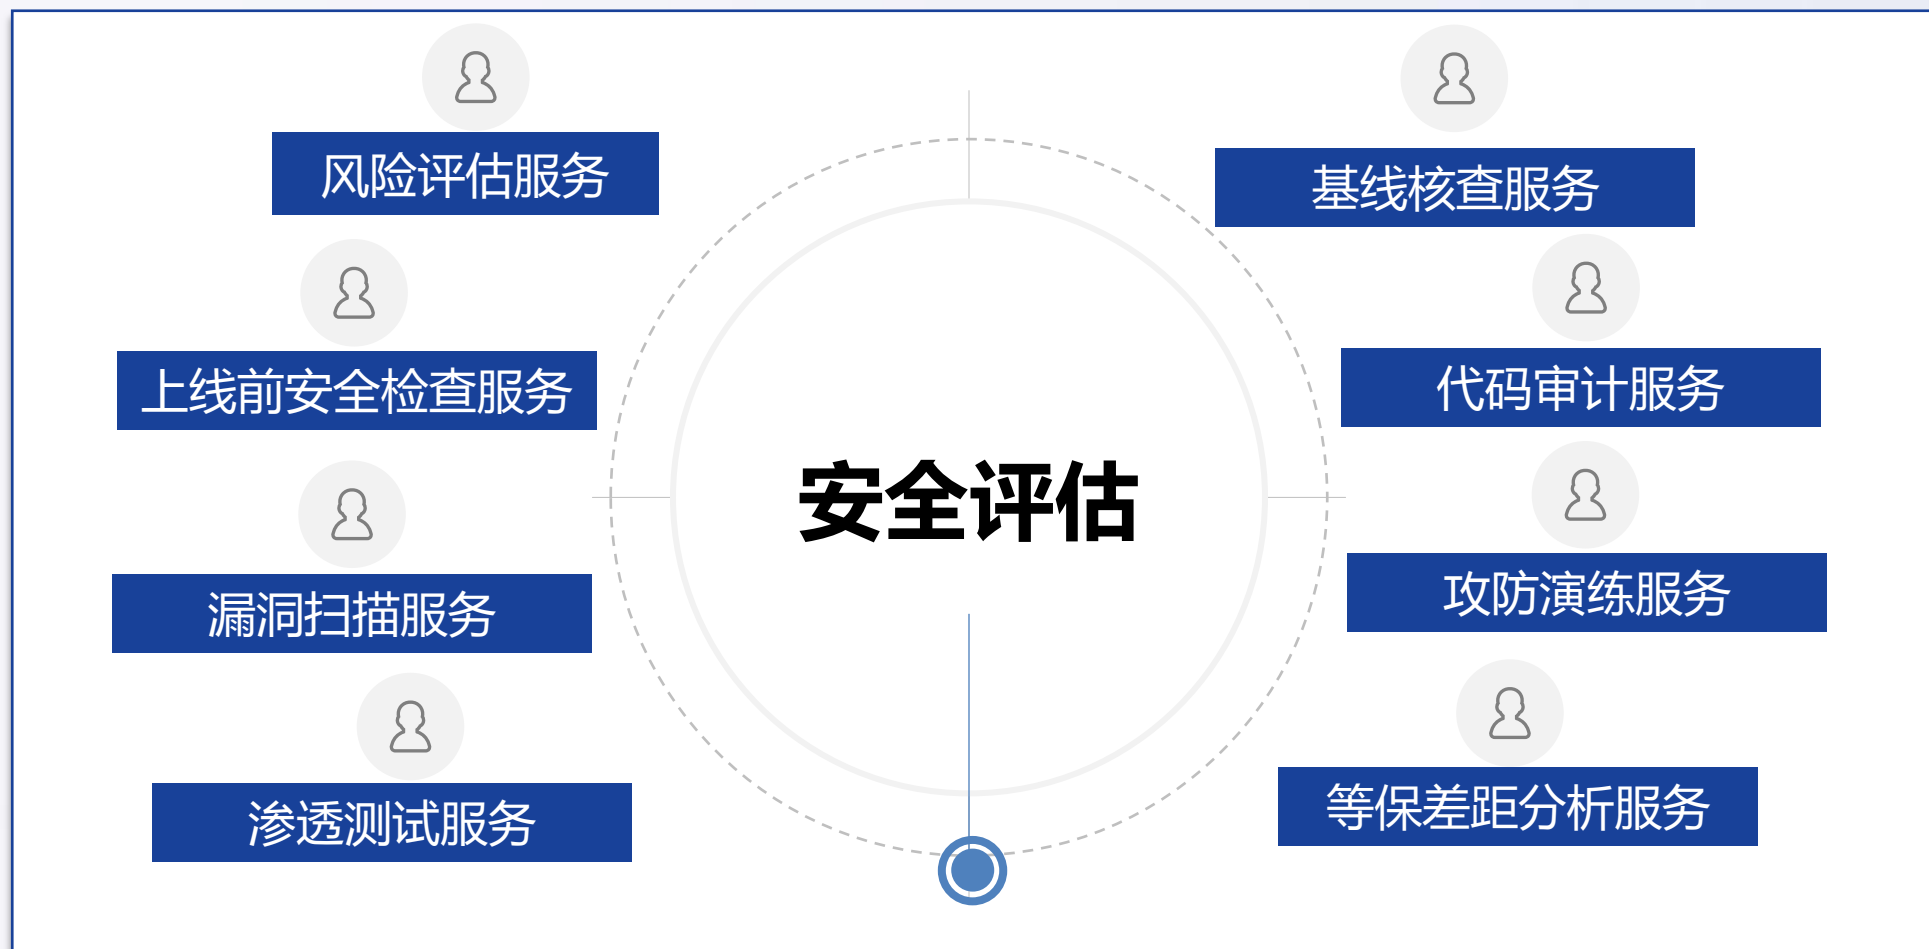 风险评估服务
上线前安全检查服务
漏洞扫描服务
渗透测试服务
安全评估
基线核查服务
代码审计服务
攻防演练服务
等保差距分析服务